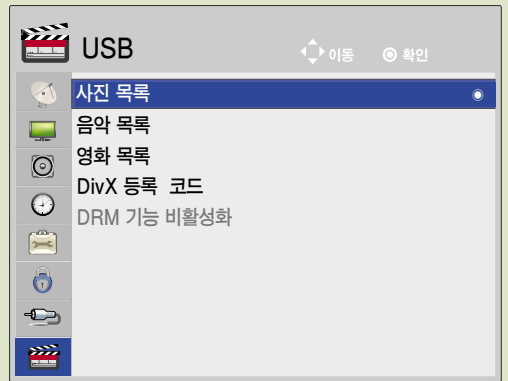 USB
이동 확인
사진 목록
음악 목록
영화 목록
DivX 등록 코드
DRM 기능 비활성화